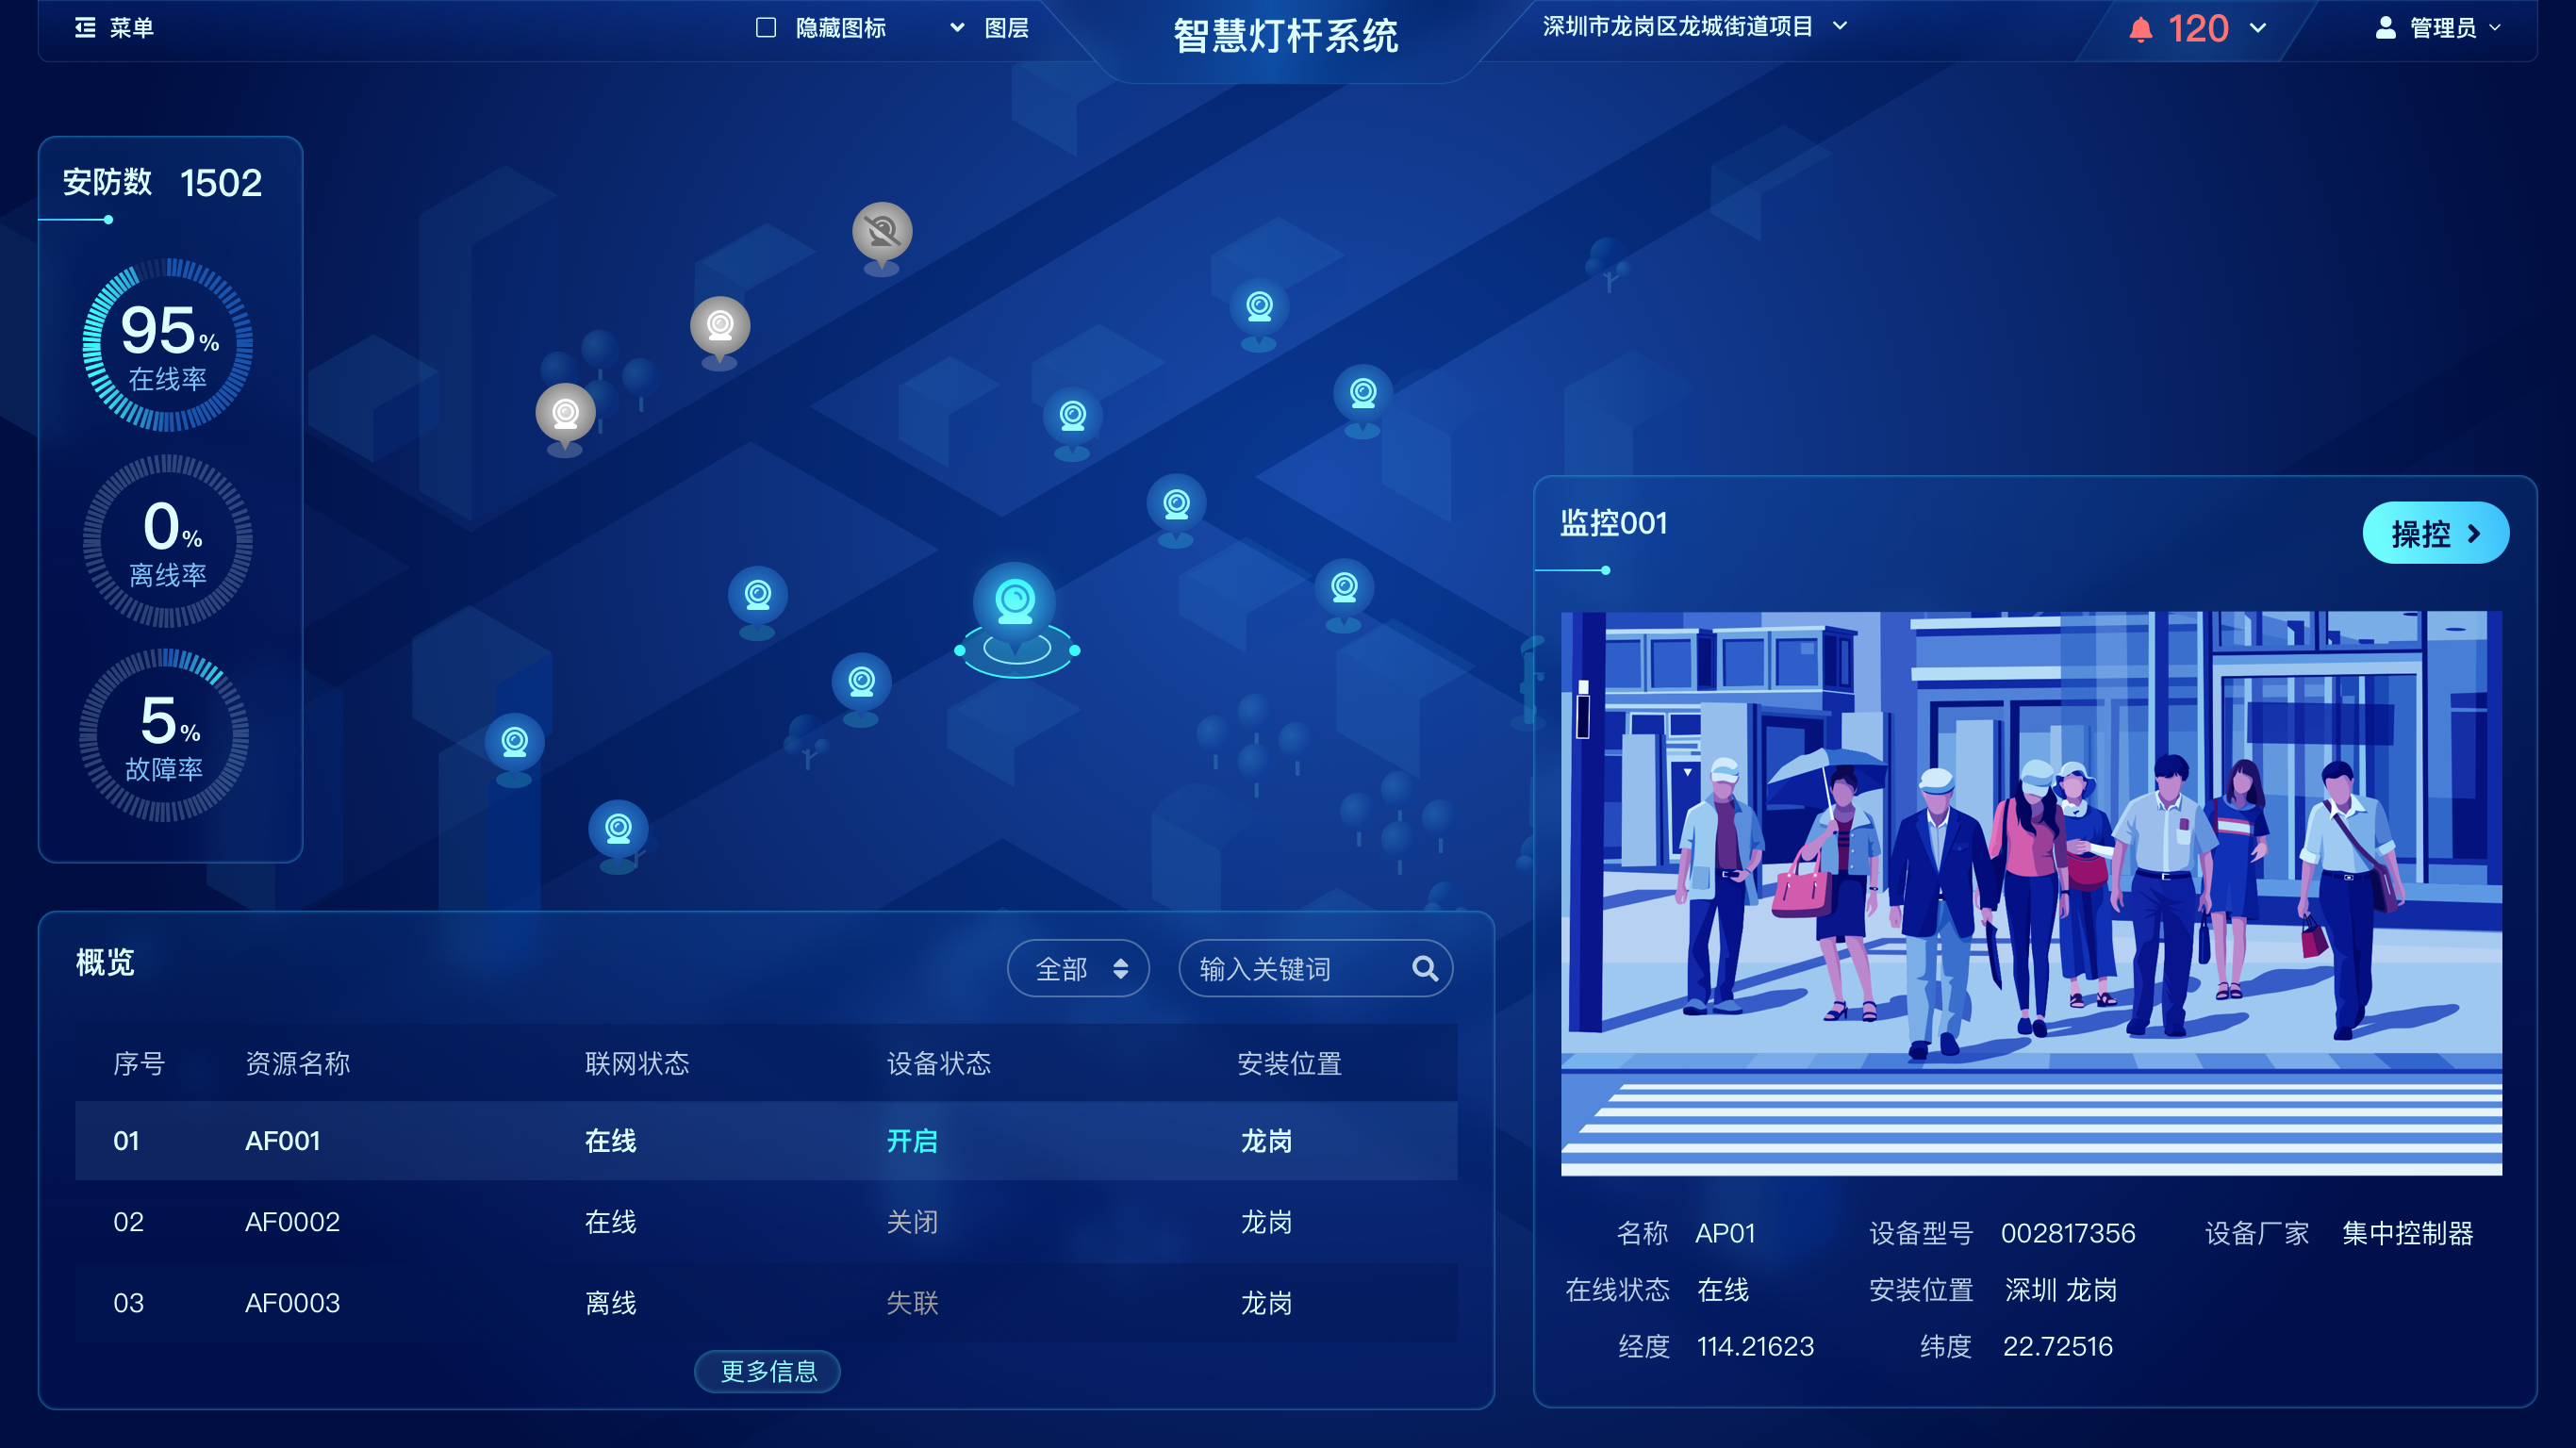 菜单
隐藏图标
图层
智慧灯杆系统
深圳市龙岗区龙城街道项目
120
管理员
安防数 1502
95%
在线率
0%
离线率
5%
故障率
监控001
操控
概览
全部
输入关键词
序号 资源名称 联网状态 设备状态 安装位置
01 AF001 在线 开启 龙岗
02 AF0002 在线 关闭 龙岗
03 AF0003 离线 失联 龙岗
更多信息
名称 AP01 设备型号 002817356 设备厂家 集中控制器
在线状态 在线 安装位置 深圳 龙岗
经度 114.21623 纬度 22.72516